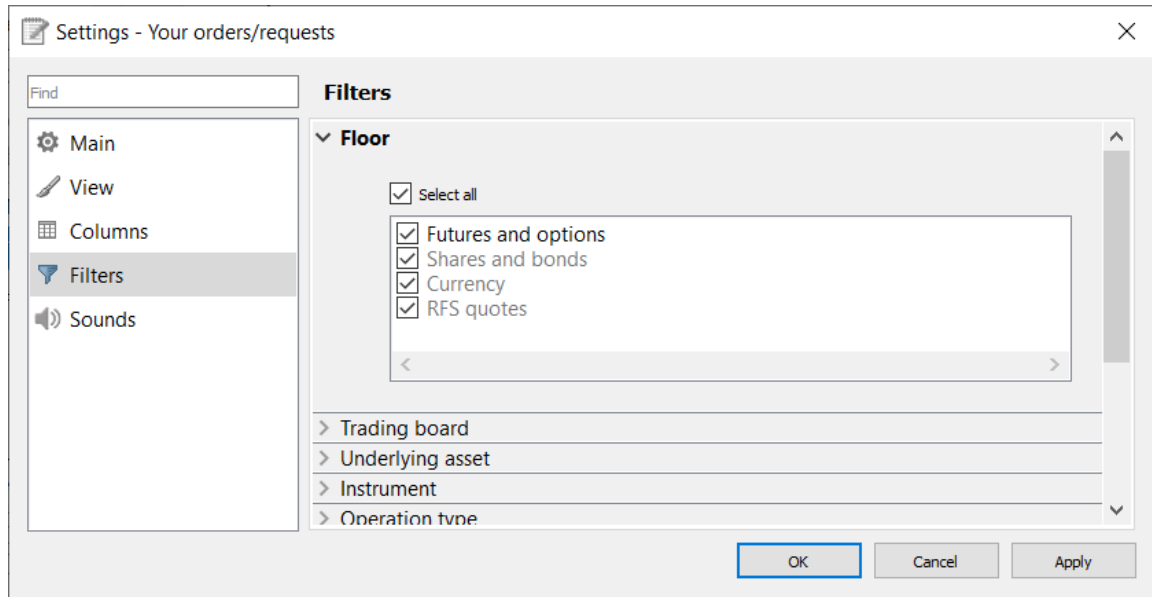 Settings - Your orders/requests
Find
Main
View
Columns
Filters
Sounds
Filters
Floor
Select all
Futures and options
Shares and bonds
Currency
RFS quotes
Trading board
Underlying asset
Instrument
Operation type
OK Cancel Apply